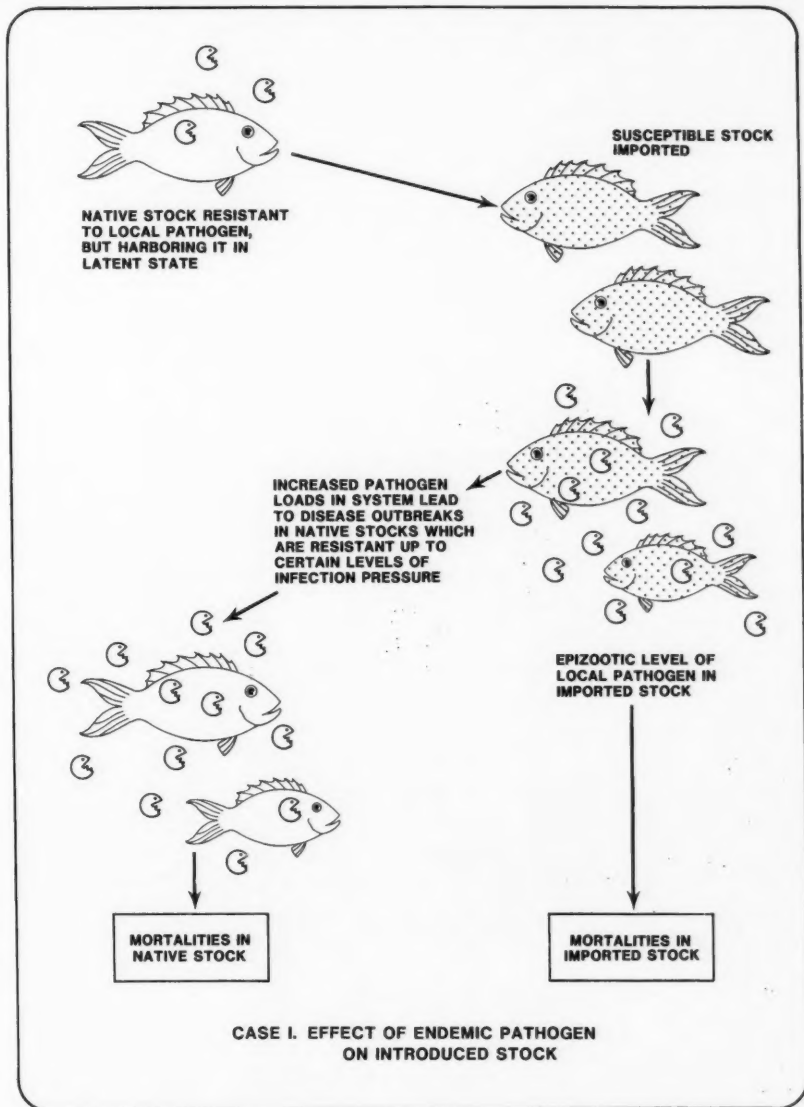 NATIVE STOCK RESISTANT
TO LOCAL PATHOGEN,
BUT HARBORING IT IN
LATENT STATE
SUSCEPTIBLE STOCK
IMPORTED
INCREASED PATHOGEN
LOADS IN SYSTEM LEAD
TO DISEASE OUTBREAKS
IN NATIVE STOCKS WHICH
ARE RESISTANT UP TO
CERTAIN LEVELS OF
INFECTION PRESSURE
EPIZOOTIC LEVEL OF
LOCAL PATHOGEN IN
IMPORTED STOCK
MORTALITIES IN
NATIVE STOCK
MORTALITIES IN
IMPORTED STOCK
CASE I. EFFECT OF ENDEMIC PATHOGEN
ON INTRODUCED STOCK